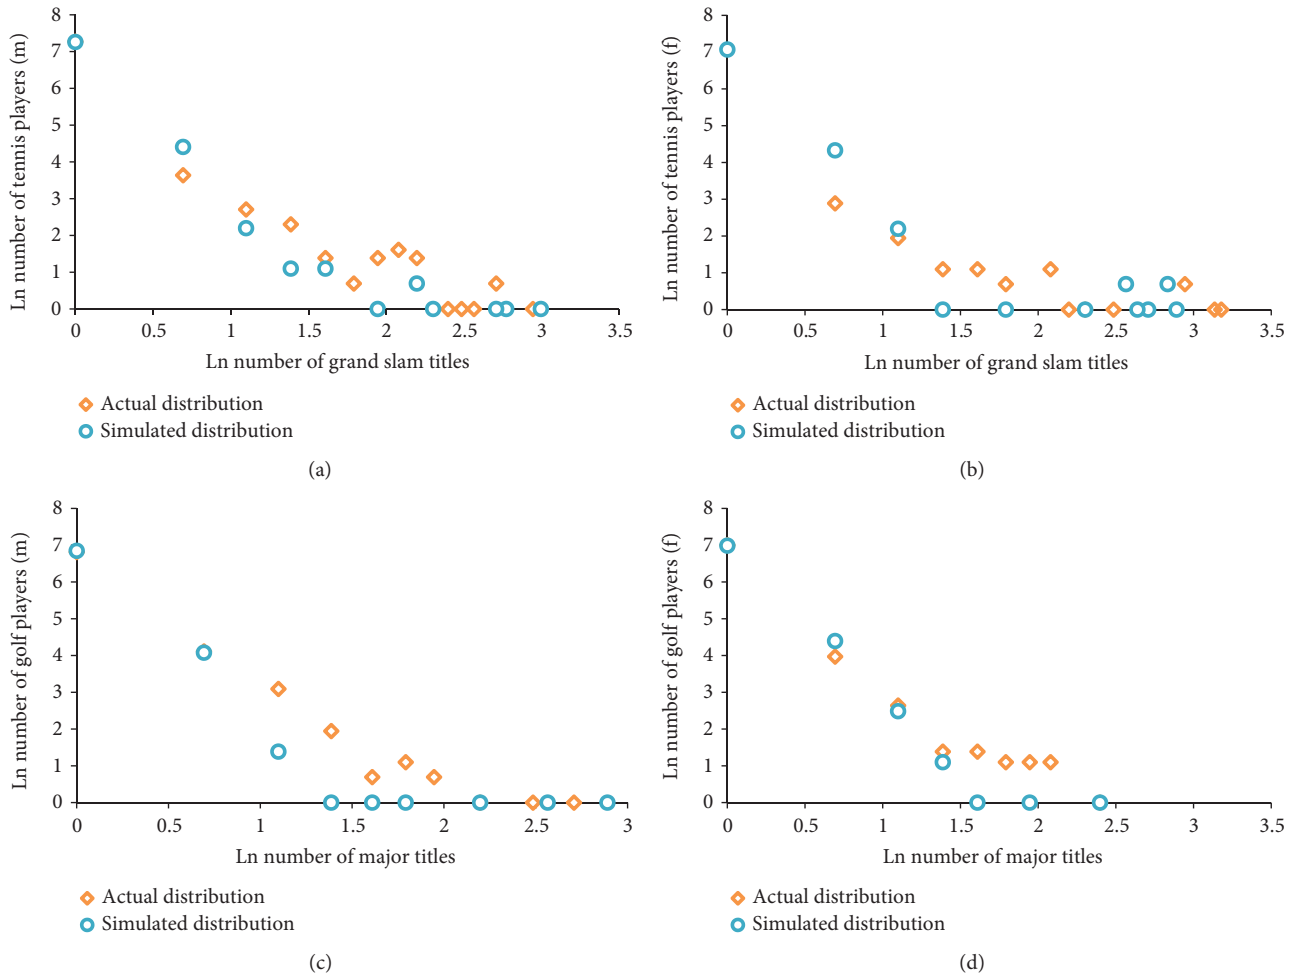 8
7
6
5
4
3
2
1
0
Ln number of tennis players (m)
0 0.5 1 1.5 2 2.5 3 3.5
Ln number of grand slam titles
Actual distribution
Simulated distribution
(a)
8
7
6
5
4
3
2
1
0
Ln number of tennis players (f)
0 0.5 1 1.5 2 2.5 3 3.5
Ln number of grand slam titles
Actual distribution
Simulated distribution
(b)
8
7
6
5
4
3
2
1
0
Ln number of golf players (m)
0 0.5 1 1.5 2 2.5 3
Ln number of major titles
Actual distribution
Simulated distribution
(c)
8
7
6
5
4
3
2
1
0
Ln number of golf players (f)
0 0.5 1 1.5 2 2.5 3 3.5
Ln number of major titles
Actual distribution
Simulated distribution
(d)